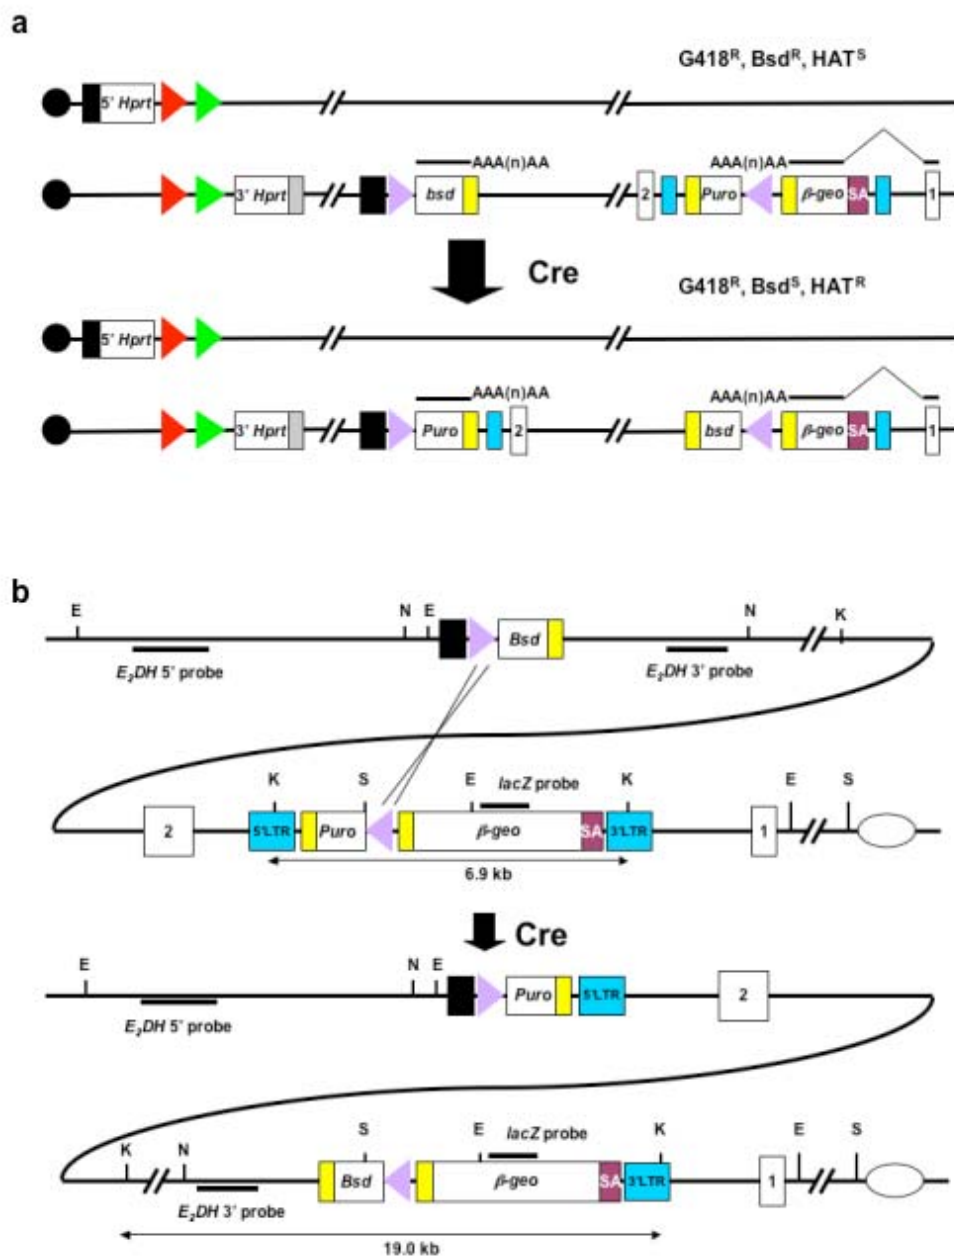 a
G418R, BsdR, HATS
5' Hprt
AAA(n)AA AAA(n)AA
3' Hprt bsd 2 Puro β-geo SA 1
Cre
G418R, BsdS, HATR
5' Hprt
AAA(n)AA AAA(n)AA
3' Hprt Puro 2 bsd β-geo SA 1
b
E N E N K
Bsd
E2DH 5' probe E2DH 3' probe
K S E lacZ probe K E S
2 5'LTR Puro β-geo SA 3'LTR 1
6.9 kb
Cre
E N E
Puro 5'LTR 2
E2DH 5' probe
K N S E lacZ probe K E S
Bsd β-geo SA 3'LTR 1
E2DH 3' probe
19.0 kb